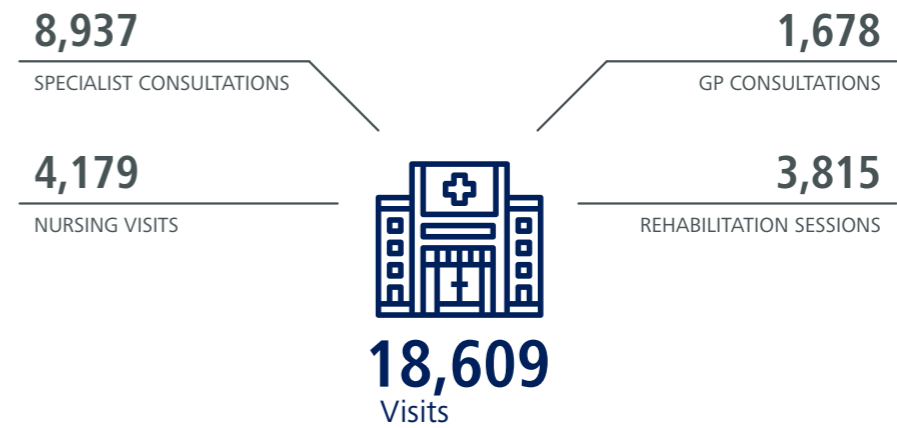 8,937
SPECIALIST CONSULTATIONS
1,678
GP CONSULTATIONS
4,179
NURSING VISITS
3,815
REHABILITATION SESSIONS
18,609
Visits